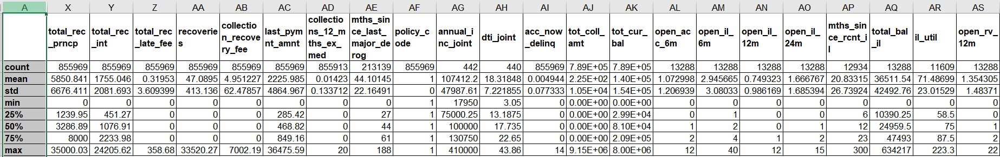 A X Y Z AA AB AC AD AE AF AG AH AI AJ AK AL AM AN AO AP AQ AR AS
total_rec_prncp total_rec_int total_rec_late_fee recoveries collection_recovery_fee last_pymnt_amnt collections_12_mths_ex_med mths_since_last_major_derog policy_code annual_inc_joint dti_joint acc_now_delinq tot_coll_amt tot_cur_bal open_acc_6m open_il_6m open_il_12m open_il_24m mths_since_rcnt_il total_bal_il il_util open_rv_12m
count 855969 855969 855969 855969 855969 855969 855913 213139 855969 442 440 855969 7.89E+05 7.89E+05 13288 13288 13288 13288 12934 13288 11609 13288
mean 5850.841 1755.046 0.31953 47.0895 4.951227 2225.985 0.01423 44.10145 1 107412.2 18.31848 0.004944 2.25E+02 1.40E+05 1.072998 2.945665 0.749323 1.666767 20.83315 36511.54 71.48699 1.354305
std 6676.411 2081.693 3.609399 413.136 62.47857 4864.967 0.133712 22.16491 0 47987.61 7.221855 0.077333 1.05E+04 1.54E+05 1.206939 3.08033 0.986169 1.685394 26.73924 42492.76 23.01529 1.48371
min 0 0 0 0 0 0 0 0 1 17950 3.05 0 0.00E+00 0.00E+00 0 0 0 0 0 0 0 0
25% 1239.95 451.27 0 0 0 285.42 0 27 1 75000.25 13.1875 0 0.00E+00 2.99E+04 0 1 0 0 6 10390.25 58.5 0
50% 3286.89 1076.91 0 0 0 468.82 0 44 1 100000 17.735 0 0.00E+00 8.10E+04 1 2 0 1 12 24959.5 75 1
75% 8000 2233.98 0 0 0 849.16 0 61 1 130750 22.65 0 0.00E+00 2.09E+05 2 4 1 2 23 47493 87.5 2
max 35000.03 24205.62 358.68 33520.27 7002.19 36475.59 20 188 1 410000 43.86 14 9.15E+06 8.00E+06 12 40 12 15 300 634217 223.3 22